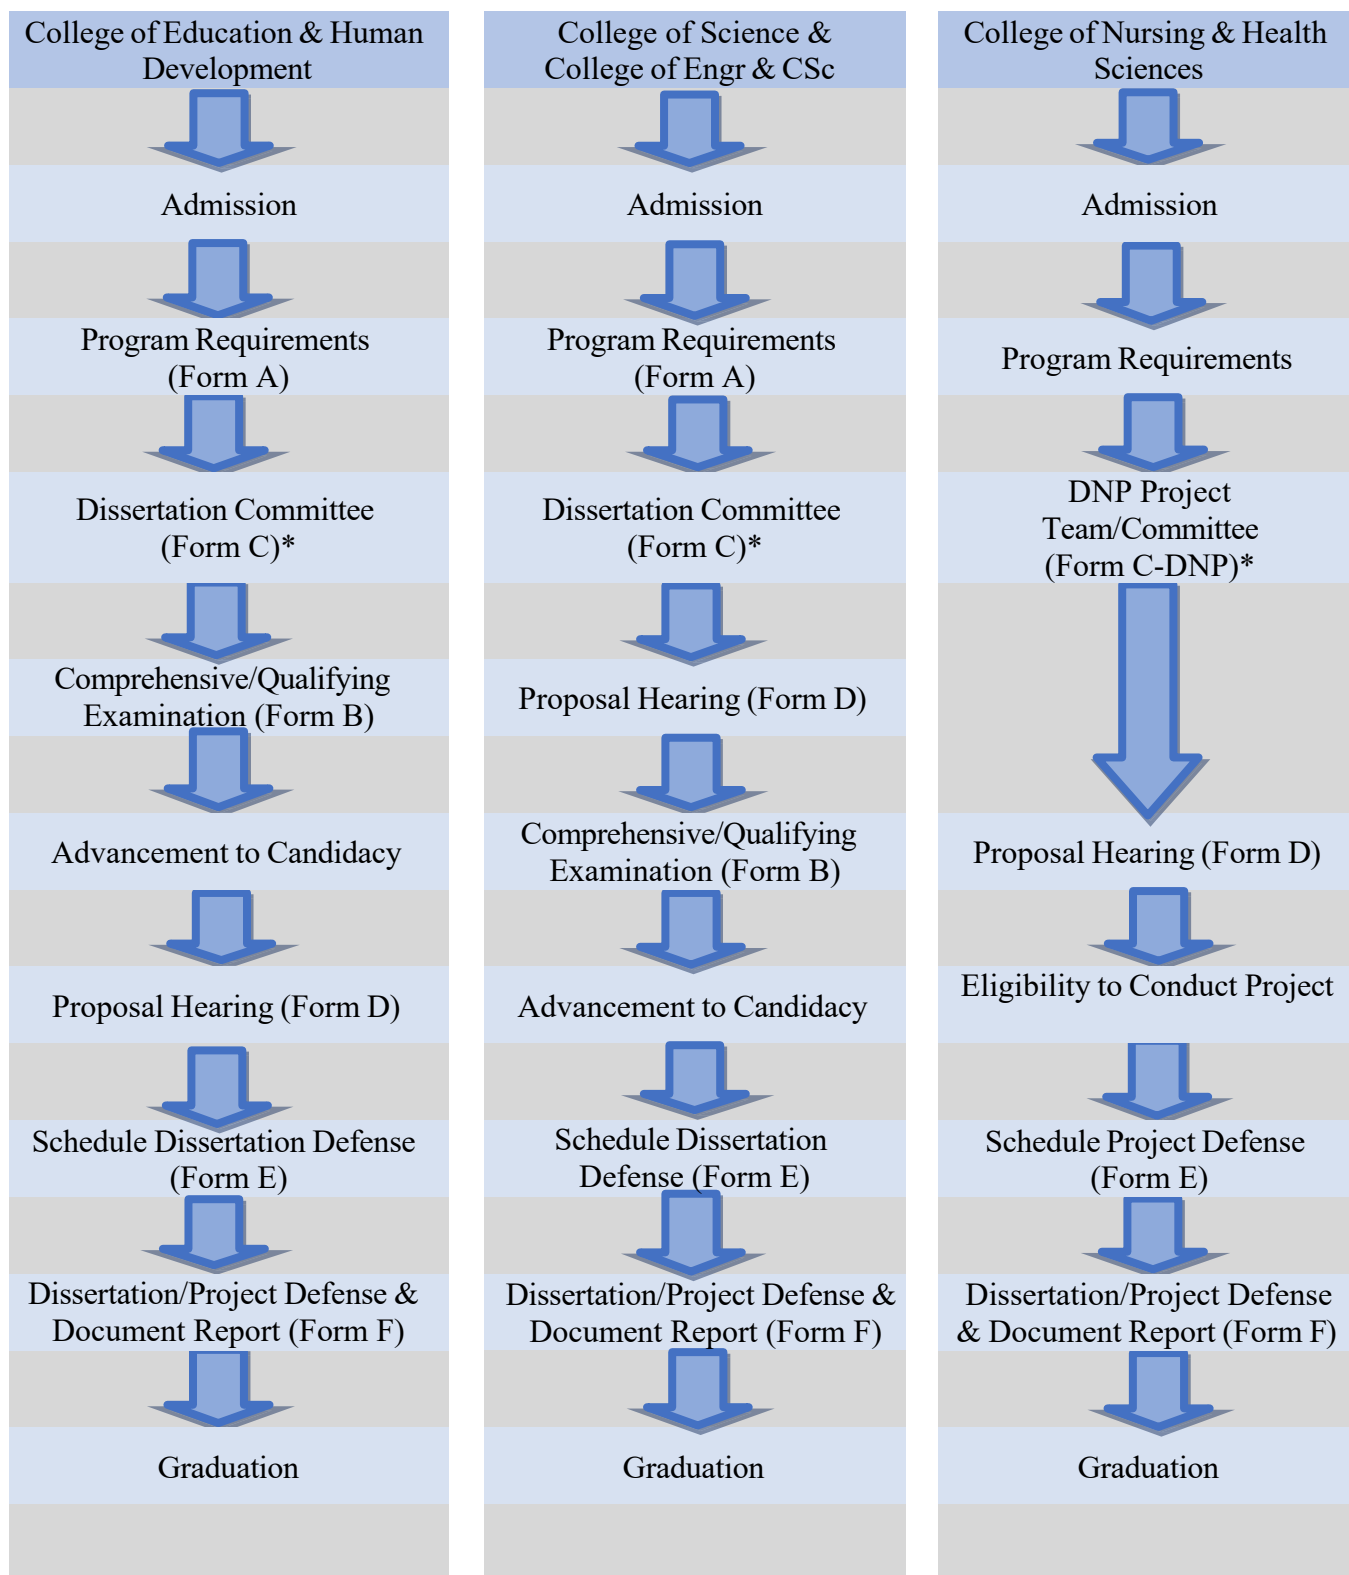 College of Education & Human
Development
Admission
Program Requirements
(Form A)
Dissertation Committee
(Form C)*
Comprehensive/Qualifying
Examination (Form B)
Advancement to Candidacy
Proposal Hearing (Form D)
Schedule Dissertation Defense
(Form E)
Dissertation/Project Defense &
Document Report (Form F)
Graduation
College of Science &
College of Engr & CSc
Admission
Program Requirements
(Form A)
Dissertation Committee
(Form C)*
Proposal Hearing (Form D)
Comprehensive/Qualifying
Examination (Form B)
Advancement to Candidacy
Schedule Dissertation
Defense (Form E)
Dissertation/Project Defense &
Document Report (Form F)
Graduation
College of Nursing & Health
Sciences
Admission
Program Requirements
DNP Project
Team/Committee
(Form C-DNP)*
Proposal Hearing (Form D)
Eligibility to Conduct Project
Schedule Project Defense
(Form E)
Dissertation/Project Defense
& Document Report (Form F)
Graduation